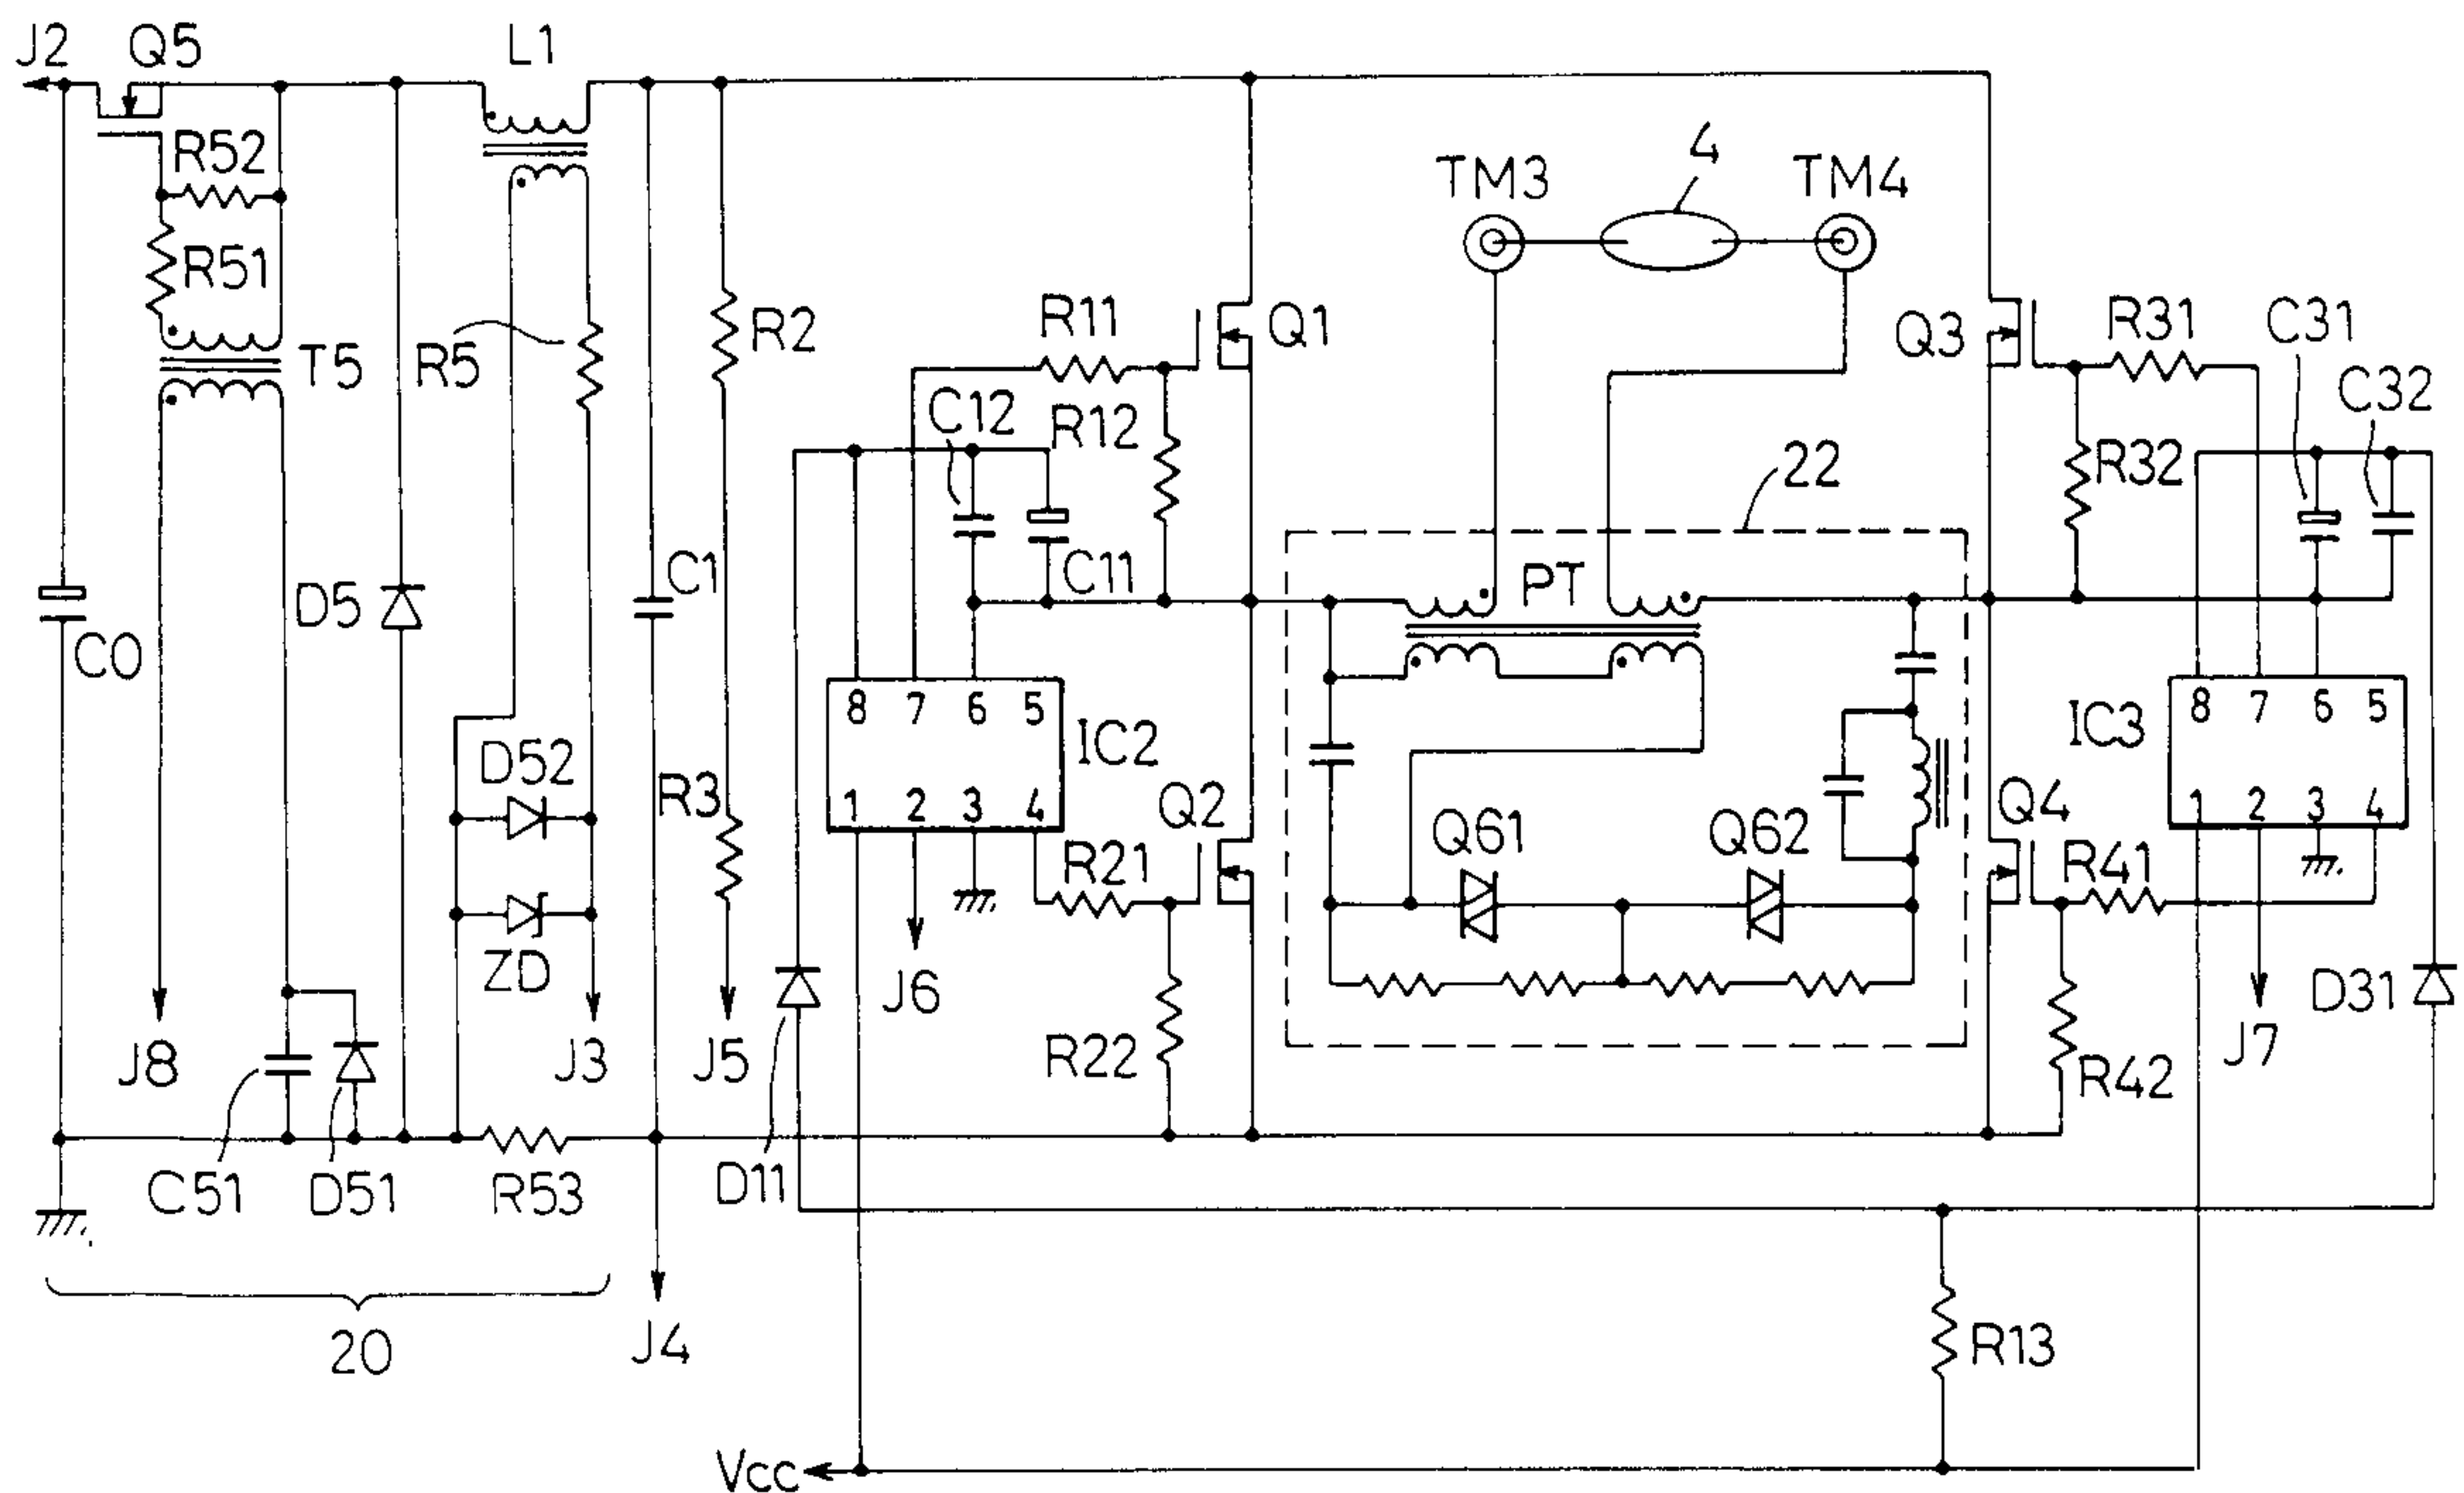 J2 Q5 L1
R52
4
TM3 TM4
R51
R5
R2
T5
R11
Q1
Q3
R31
C31
C32
C12
R12
22
R32
C11
C1
PT
D5
C0
8 7 6 5
IC2
1 2 3 4
8 7 6 5
IC3
1 2 3 4
D52
R3
Q2
Q61
Q62
Q4
R21
R41
ZD
J6
D31
J8
J3
J5
R22
J7
R42
C51
D51
R53
D11
20
J4
R13
Vcc